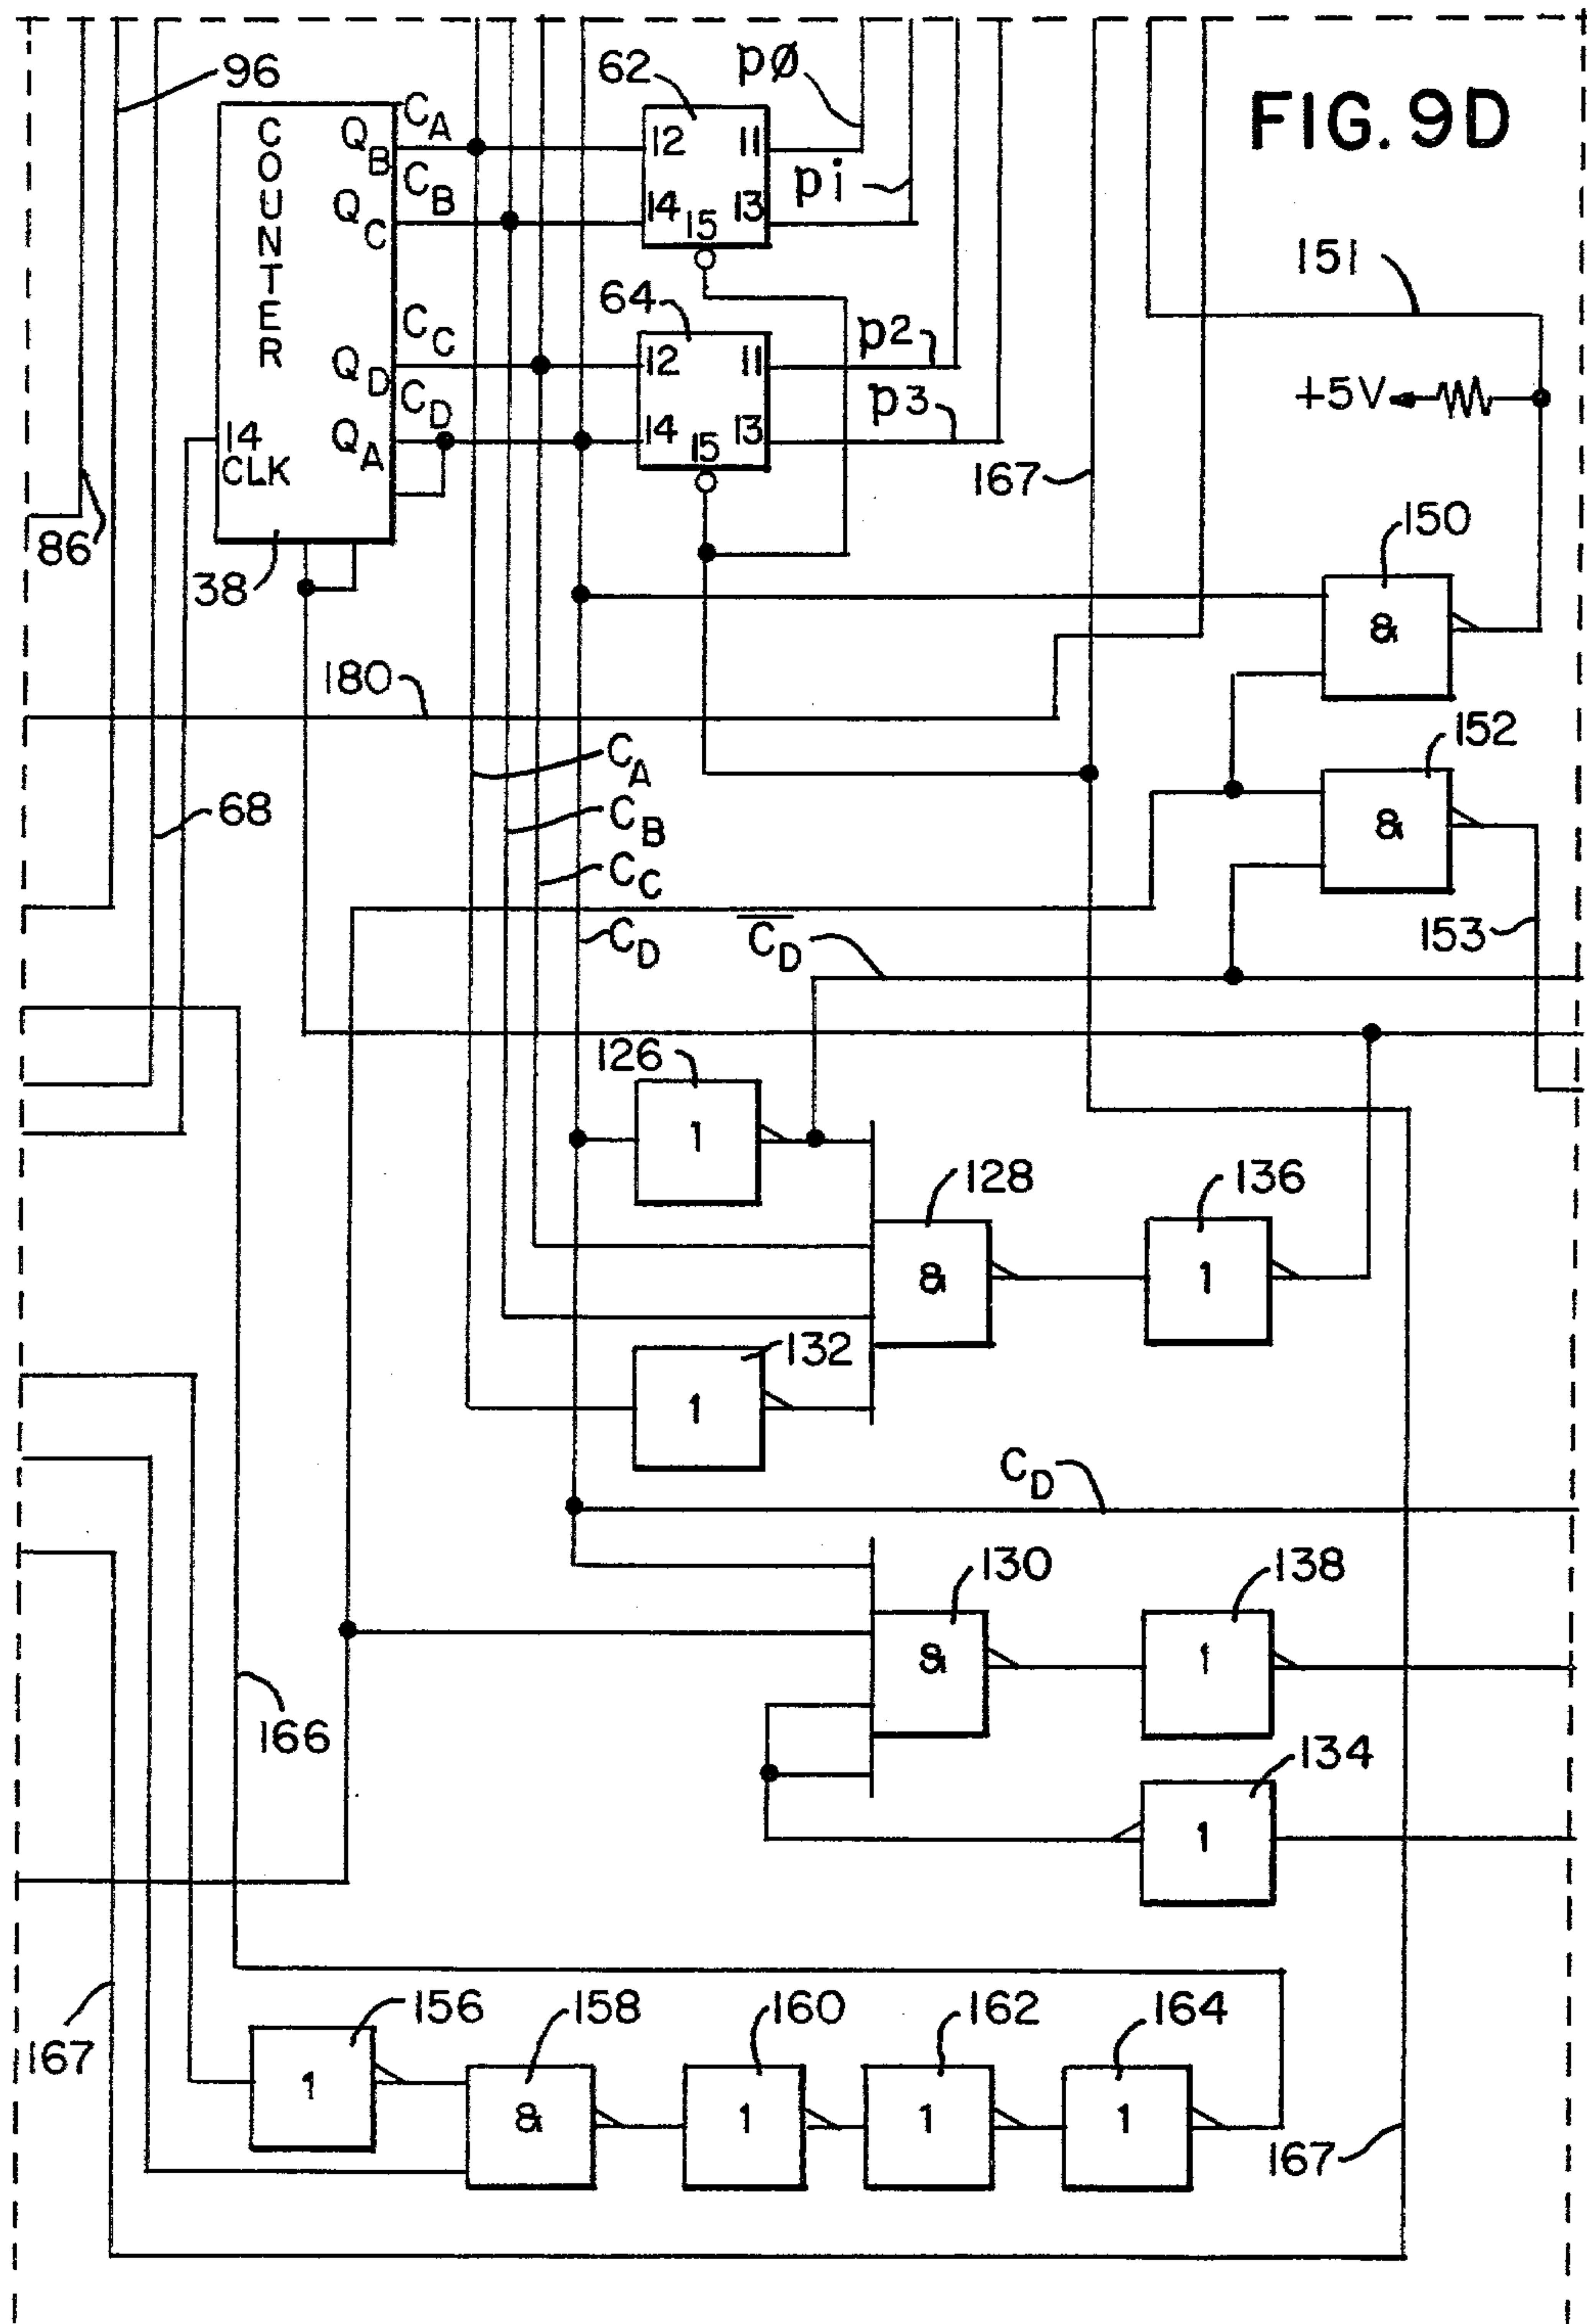 FIG. 9D
96
62
pø
COUNTER
Q_B
C_A
12
11
pi
Q_C
C_B
14
15
13
151
64
C_C
12
11
p2
Q_D
C_D
+5V
p3
14
CLK
Q_A
14
15
13
167
86
38
150
&
180
152
C_A
68
C_B
&
C_C
C_D
C̅_D
153
126
1
128
136
&
1
132
1
C_D
130
138
&
1
166
134
1
167
156
158
160
162
164
1
&
1
1
1
167